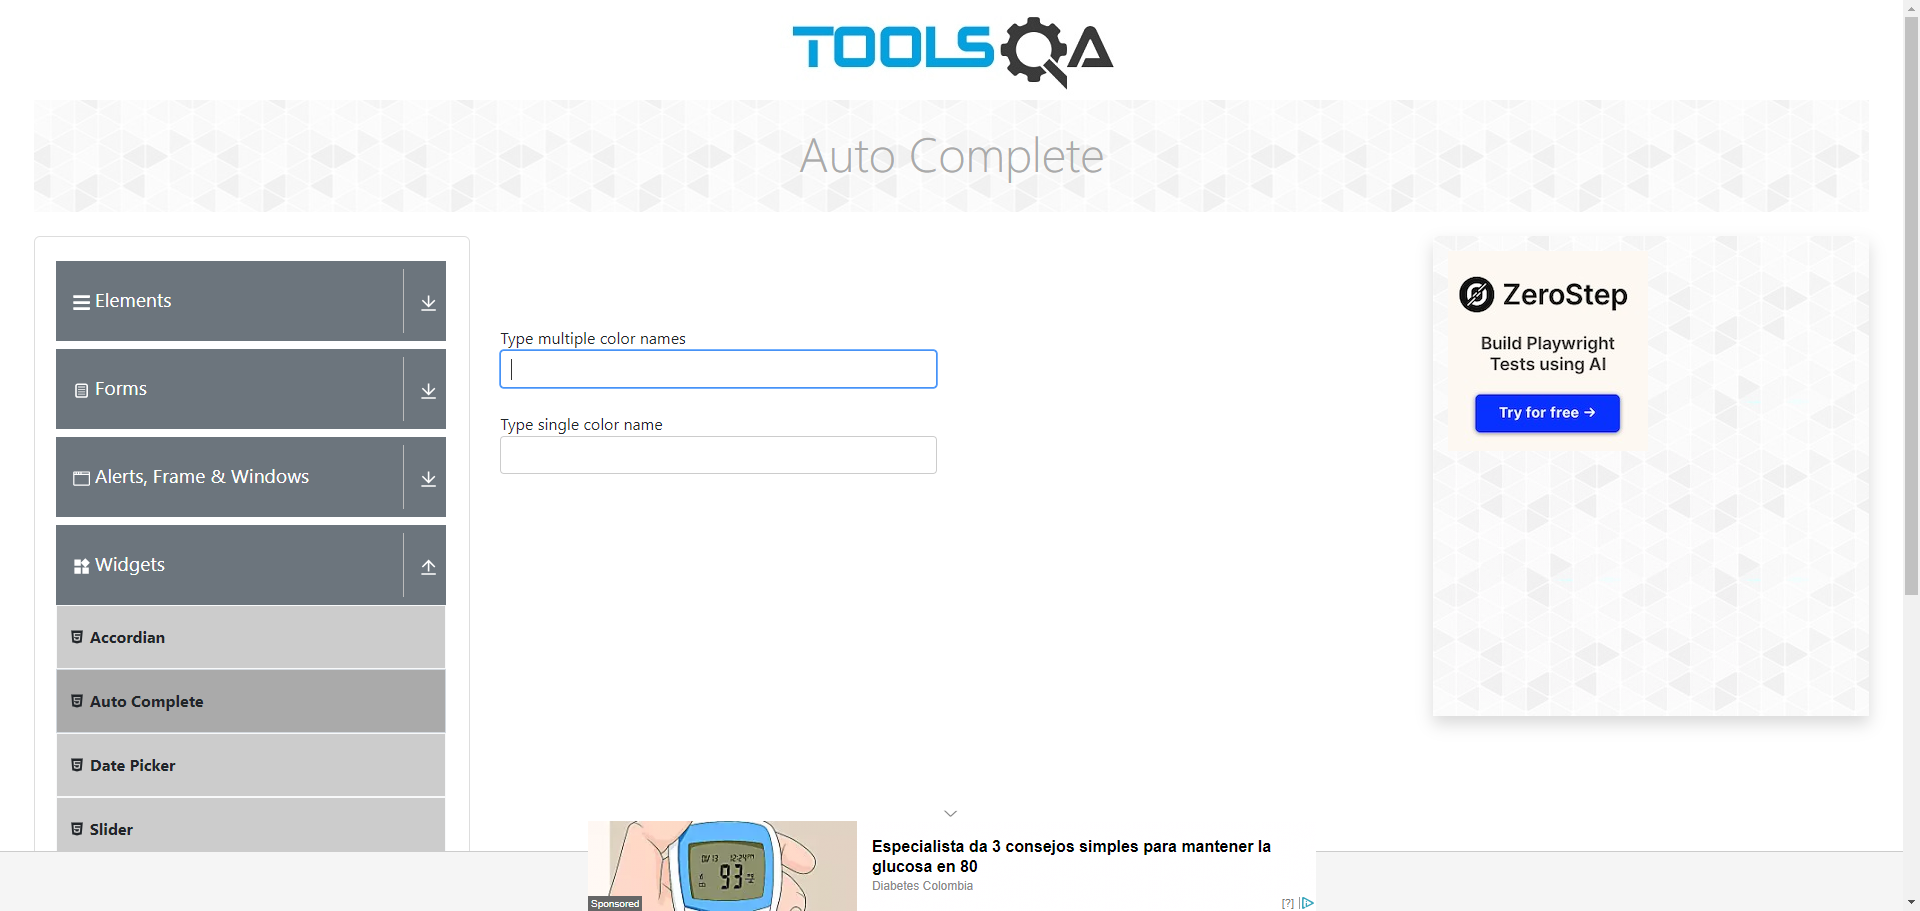 TOOLSQA
Auto Complete
Elements
Forms
Alerts, Frame & Windows
Widgets
Accordian
Auto Complete
Date Picker
Slider
Type multiple color names
Type single color name
ZeroStep
Build Playwright
Tests using AI
Try for free →
12:24
93
Sponsored
Especialista da 3 consejos simples para mantener la
glucosa en 80
Diabetes Colombia
[?]